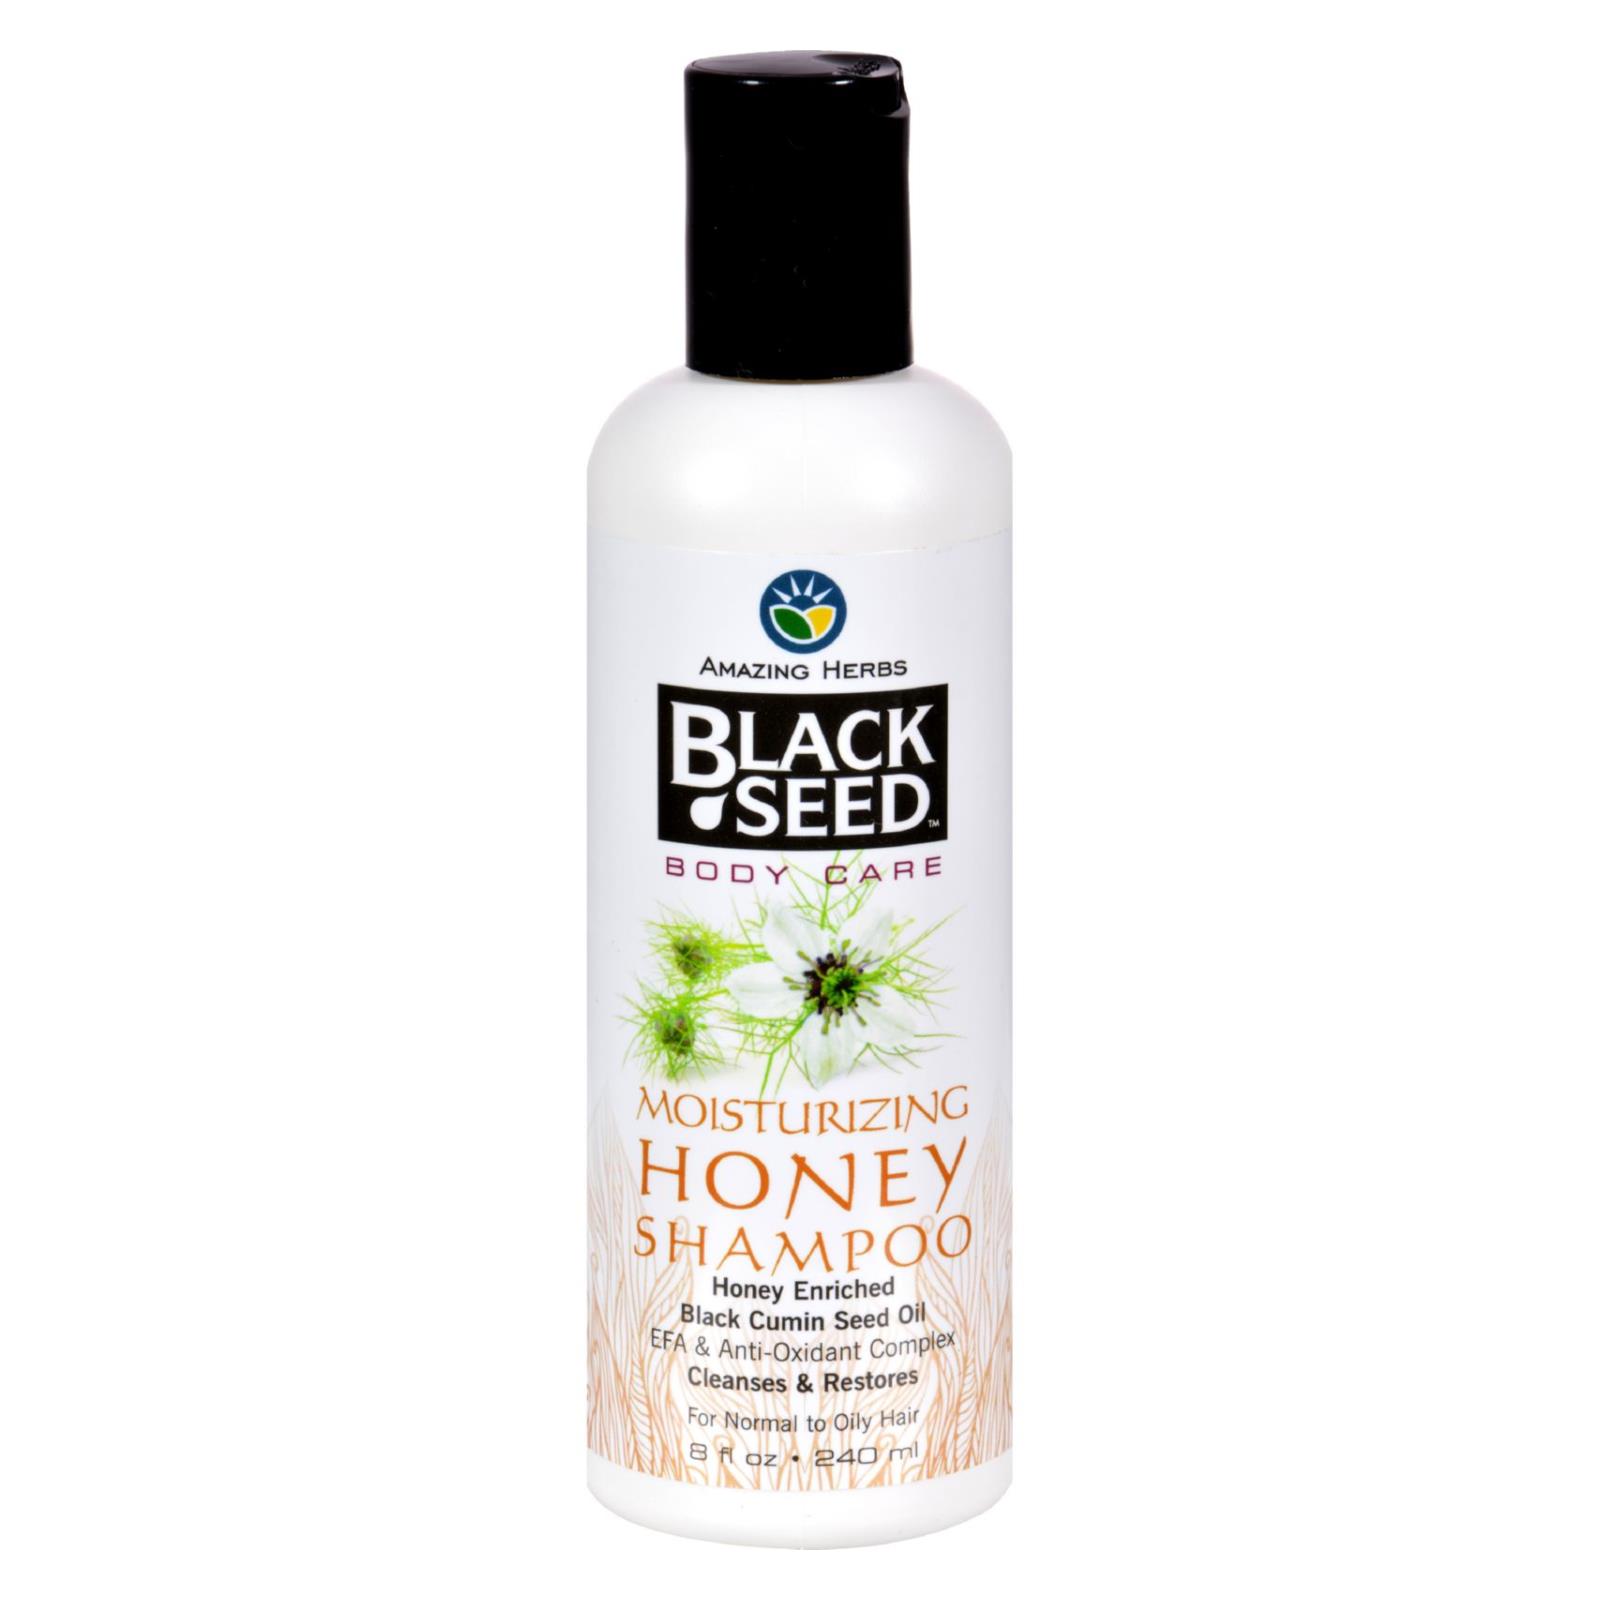 AMAZING HERBS
BLACK
SEED™
BODY CARE
MOISTURIZING
HONEY
SHAMPOO
Honey Enriched
Black Cumin Seed Oil
EFA & Anti-Oxidant Complex
Cleanses & Restores
For Normal to Oily Hair
8 fl oz • 240 ml